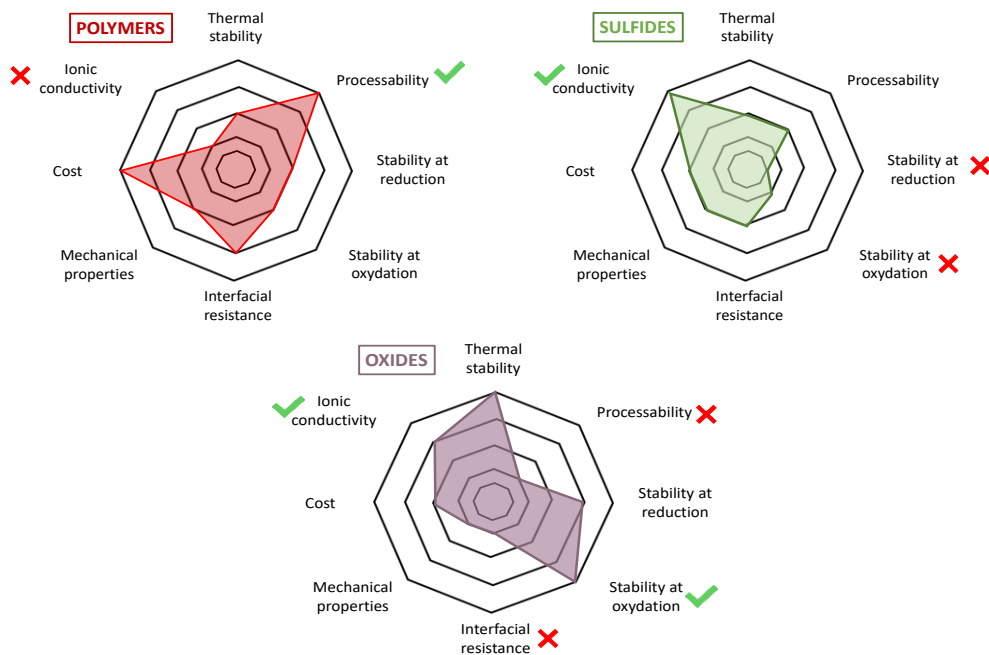 POLYMERS
Thermal
stability
Ionic
conductivity
Processability
Cost
Stability at
reduction
Mechanical
properties
Stability at
oxydation
Interfacial
resistance
SULFIDES
Thermal
stability
Ionic
conductivity
Processability
Cost
Stability at
reduction
Mechanical
properties
Stability at
oxydation
Interfacial
resistance
OXIDES
Thermal
stability
Ionic
conductivity
Processability
Cost
Stability at
reduction
Mechanical
properties
Stability at
oxydation
Interfacial
resistance